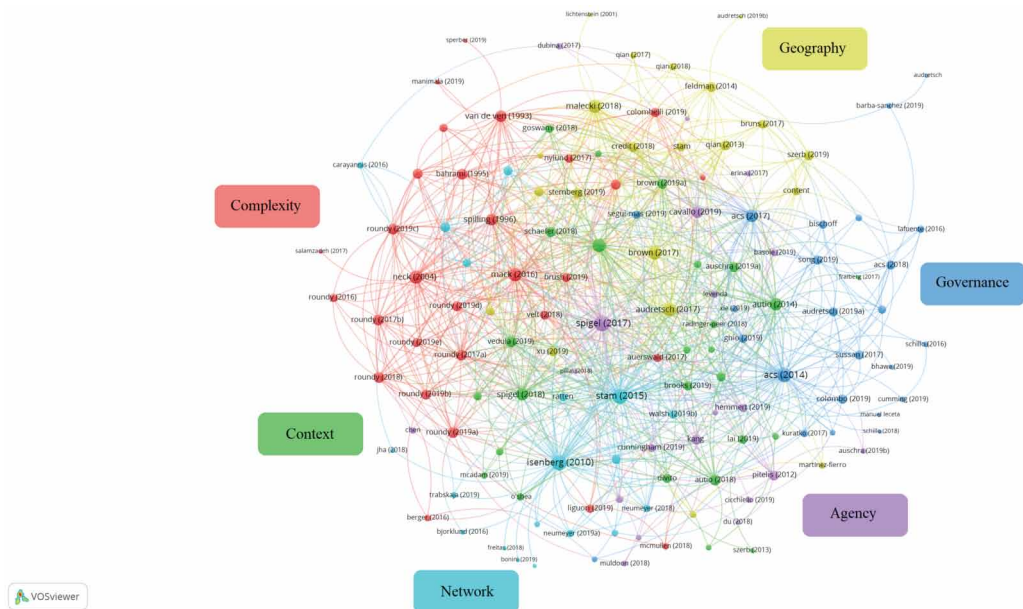 lichtenstein (2001)
audretsch (2019b)
sperber (2019)
dubina (2017)
Geography
qian (2017)
qian (2018)
manimala (2019)
feldman (2014)
audretsch
malecki (2018)
barba-sanchez (2019)
van de ven (1993)
colombelli (2019)
goswami (2018)
bruns (2017)
credit (2018)
stam
qian (2013)
nylund (2017)
szerb (2019)
carayannis (2016)
bahrami (1995)
erina (2017)
brown (2019a)
sternberg (2019)
content
Complexity
segui-mas (2019)
cavallo (2019)
acs (2017)
spilling (1996)
bischoff
roundy (2019c)
schaefer (2018)
lafuente (2016)
salamzadeh (2017)
brown (2017)
basole (2019)
song (2019)
neck (2004)
mack (2016)
brush (2019)
auschra (2019a)
acs (2018)
Governance
levenda
roundy (2016)
roundy (2019d)
autio (2014)
velt (2018)
audretsch (2017)
audretsch (2019a)
roundy (2017b)
spigel (2017)
radinger-peer (2018)
ghio (2019)
roundy (2019e)
vedula (2019)
schillo (2016)
roundy (2017a)
xu (2019)
auerswald (2017)
sussan (2017)
bhawe (2019)
roundy (2018)
acs (2014)
brooks (2019)
roundy (2019b)
spigel (2018)
ratten
stam (2015)
colombo (2019)
cumming (2019)
hemmert (2019)
walsh (2019b)
manuel leceta
Context
chen
roundy (2019a)
kang
lai (2019)
kuratko (2017)
schillo (2018)
cunningham (2019)
jha (2018)
auschra (2019b)
isenberg (2010)
martinez-fierro
mcadam (2019)
pitelis (2012)
autio (2018)
trabskaja (2019)
o'shea
cicchiello (2019)
Agency
berger (2016)
liguori (2019)
neumeyer (2018)
du (2018)
bjorklund (2016)
neumeyer (2019a)
freitas (2018)
mcmullen (2018)
szerb (2013)
bonini (2019)
muldoon (2018)
Network
VOSviewer